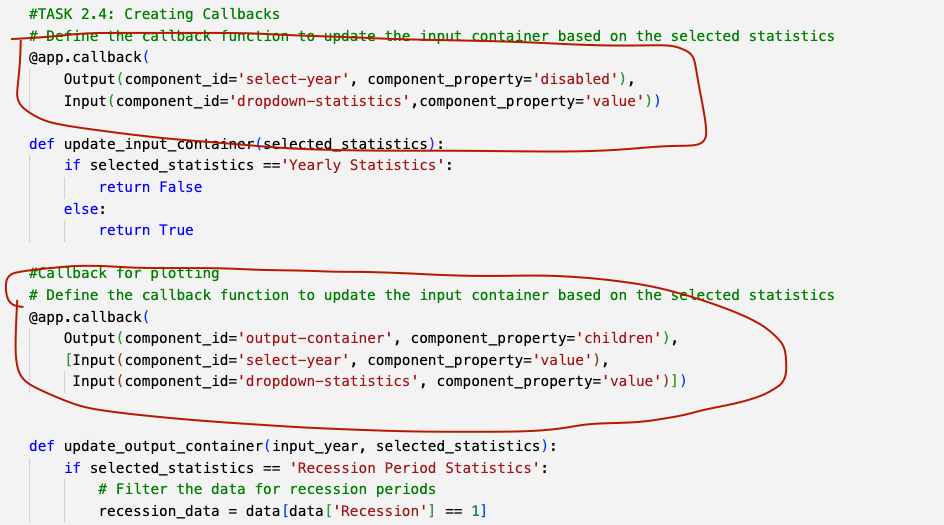 #TASK 2.4: Creating Callbacks
# Define the callback function to update the input container based on the selected statistics
@app.callback(
    Output(component_id='select-year', component_property='disabled'),
    Input(component_id='dropdown-statistics',component_property='value'))
def update_input_container(selected_statistics):
    if selected_statistics =='Yearly Statistics':
        return False
    else:
        return True
#Callback for plotting
# Define the callback function to update the input container based on the selected statistics
@app.callback(
    Output(component_id='output-container', component_property='children'),
    [Input(component_id='select-year', component_property='value'),
     Input(component_id='dropdown-statistics', component_property='value')])
def update_output_container(input_year, selected_statistics):
    if selected_statistics == 'Recession Period Statistics':
        # Filter the data for recession periods
        recession_data = data[data['Recession'] == 1]